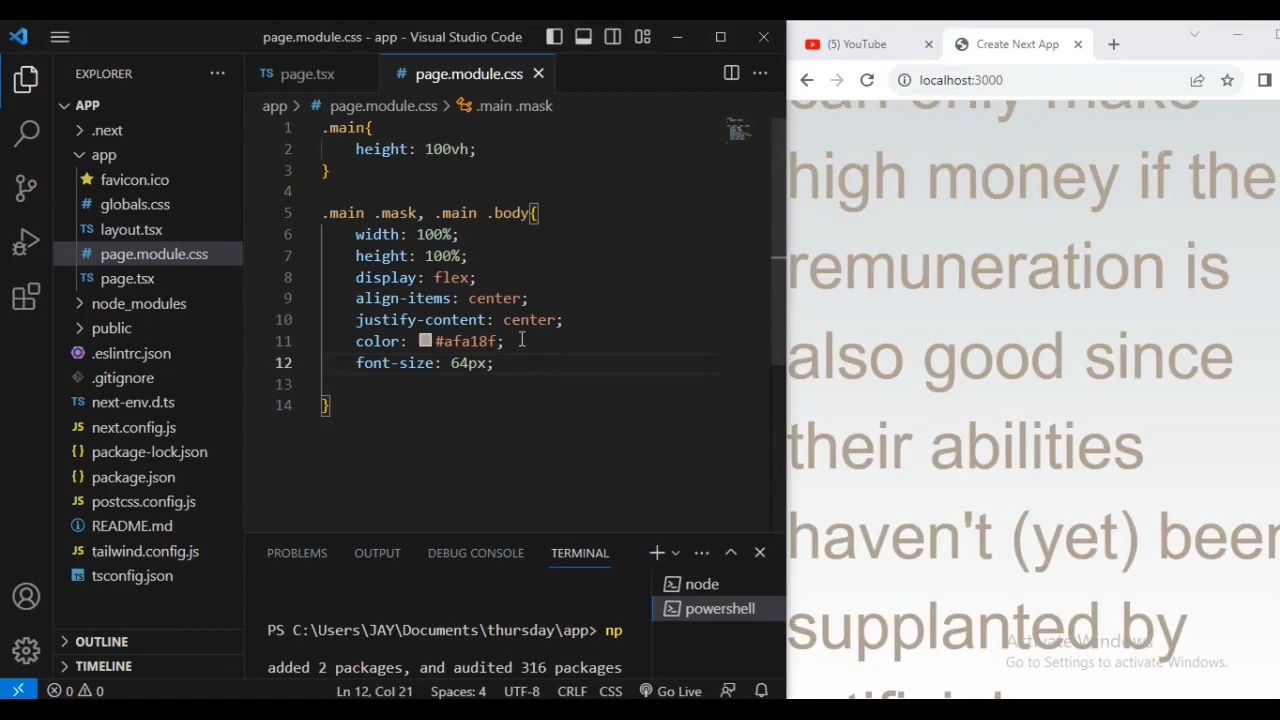 page.module.css - app - Visual Studio Code
EXPLORER
APP
.next
app
favicon.ico
globals.css
layout.tsx
page.module.css
page.tsx
node_modules
public
.eslintrc.json
.gitignore
next-env.d.ts
next.config.js
package-lock.json
package.json
postcss.config.js
README.md
tailwind.config.js
tsconfig.json
OUTLINE
TIMELINE
page.tsx
page.module.css
app > page.module.css > .main .mask
1 .main{
2 height: 100vh;
3 }
4
5 .main .mask, .main .body{
6 width: 100%;
7 height: 100%;
8 display: flex;
9 align-items: center;
10 justify-content: center;
11 color: #afa18f;
12 font-size: 64px;
13
14 }
PROBLEMS OUTPUT DEBUG CONSOLE TERMINAL
node
powershell
PS C:\Users\JAY\Documents\thursday\app> np
added 2 packages, and audited 316 packages
0 0 Ln 12, Col 21 Spaces: 4 UTF-8 CRLF CSS Go Live
(5) YouTube
Create Next App
localhost:3000
can only make
high money if the
remuneration is
also good since
their abilities
haven't (yet) been
supplanted by
Activate Windows
Go to Settings to activate Windows.